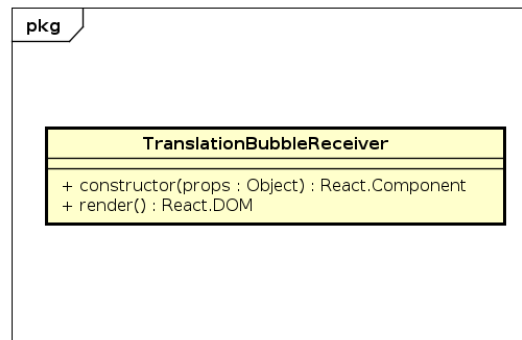 pkg
TranslationBubbleReceiver
+ constructor(props : Object) : React.Component
+ render() : React.DOM